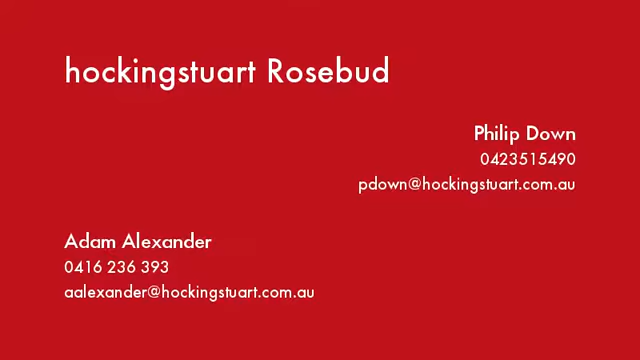 hockingstuart Rosebud
Philip Down
0423515490
pdown@hockingstuart.com.au
Adam Alexander
0416 236 393
aalexander@hockingstuart.com.au